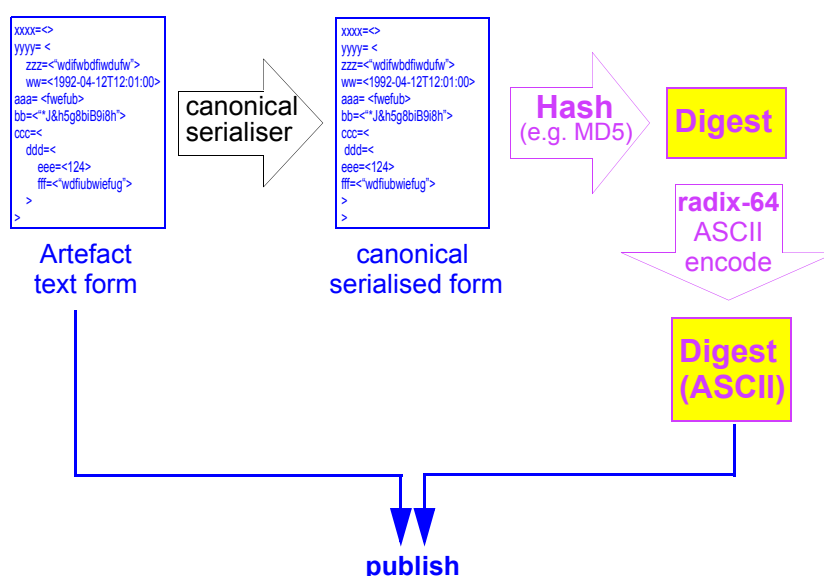 xxxx=<>
yyyy= <
zzz=<“wdifwbdfiwdufw”>
ww=<1992-04-12T12:01:00>
aaa= <fwefub>
bb=<“*J&h5g8biB9i8h”>
ccc=<
ddd=<
eee=<124>
fff=<“wdfiubwiefug”>
>
>
Artefact
text form
canonical
serialiser
xxxx=<>
yyyy= <
zzz=<“wdifwbdfiwdufw”>
ww=<1992-04-12T12:01:00>
aaa= <fwefub>
bb=<“*J&h5g8biB9i8h”>
ccc=<
ddd=<
eee=<124>
fff=<“wdfiubwiefug”>
>
>
canonical
serialised form
Hash
(e.g. MD5)
Digest
radix-64
ASCII
encode
Digest
(ASCII)
publish